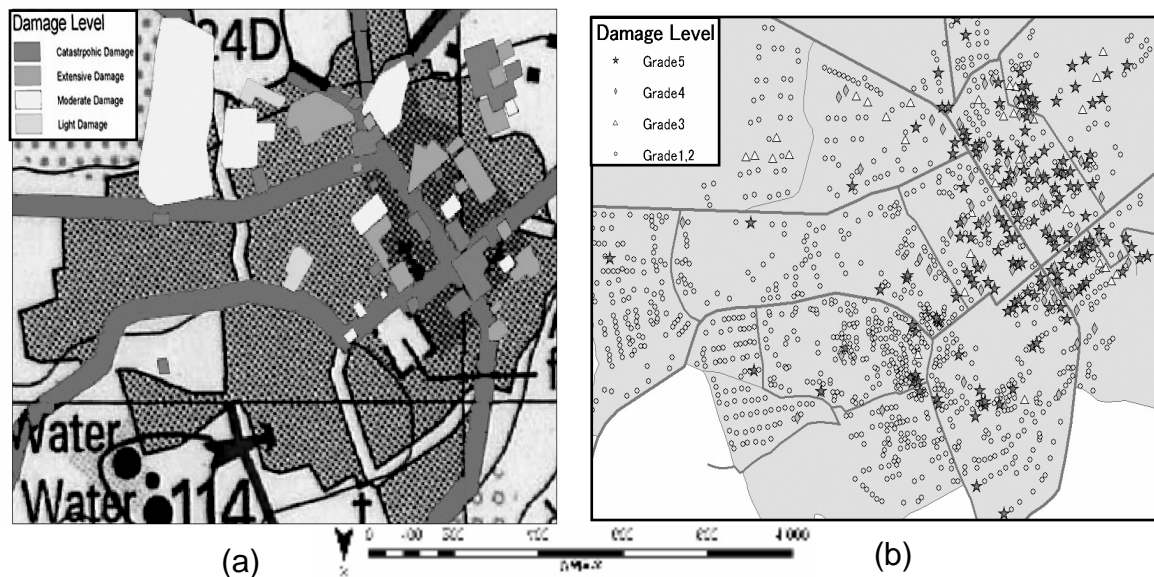 Damage Level
Catastrpohic Damage
Extensive Damage
Moderate Damage
Light Damage
24D
Water
Water
114
f
(a)
Damage Level
Grade5
Grade4
Grade3
Grade1,2
(b)
0
4 000